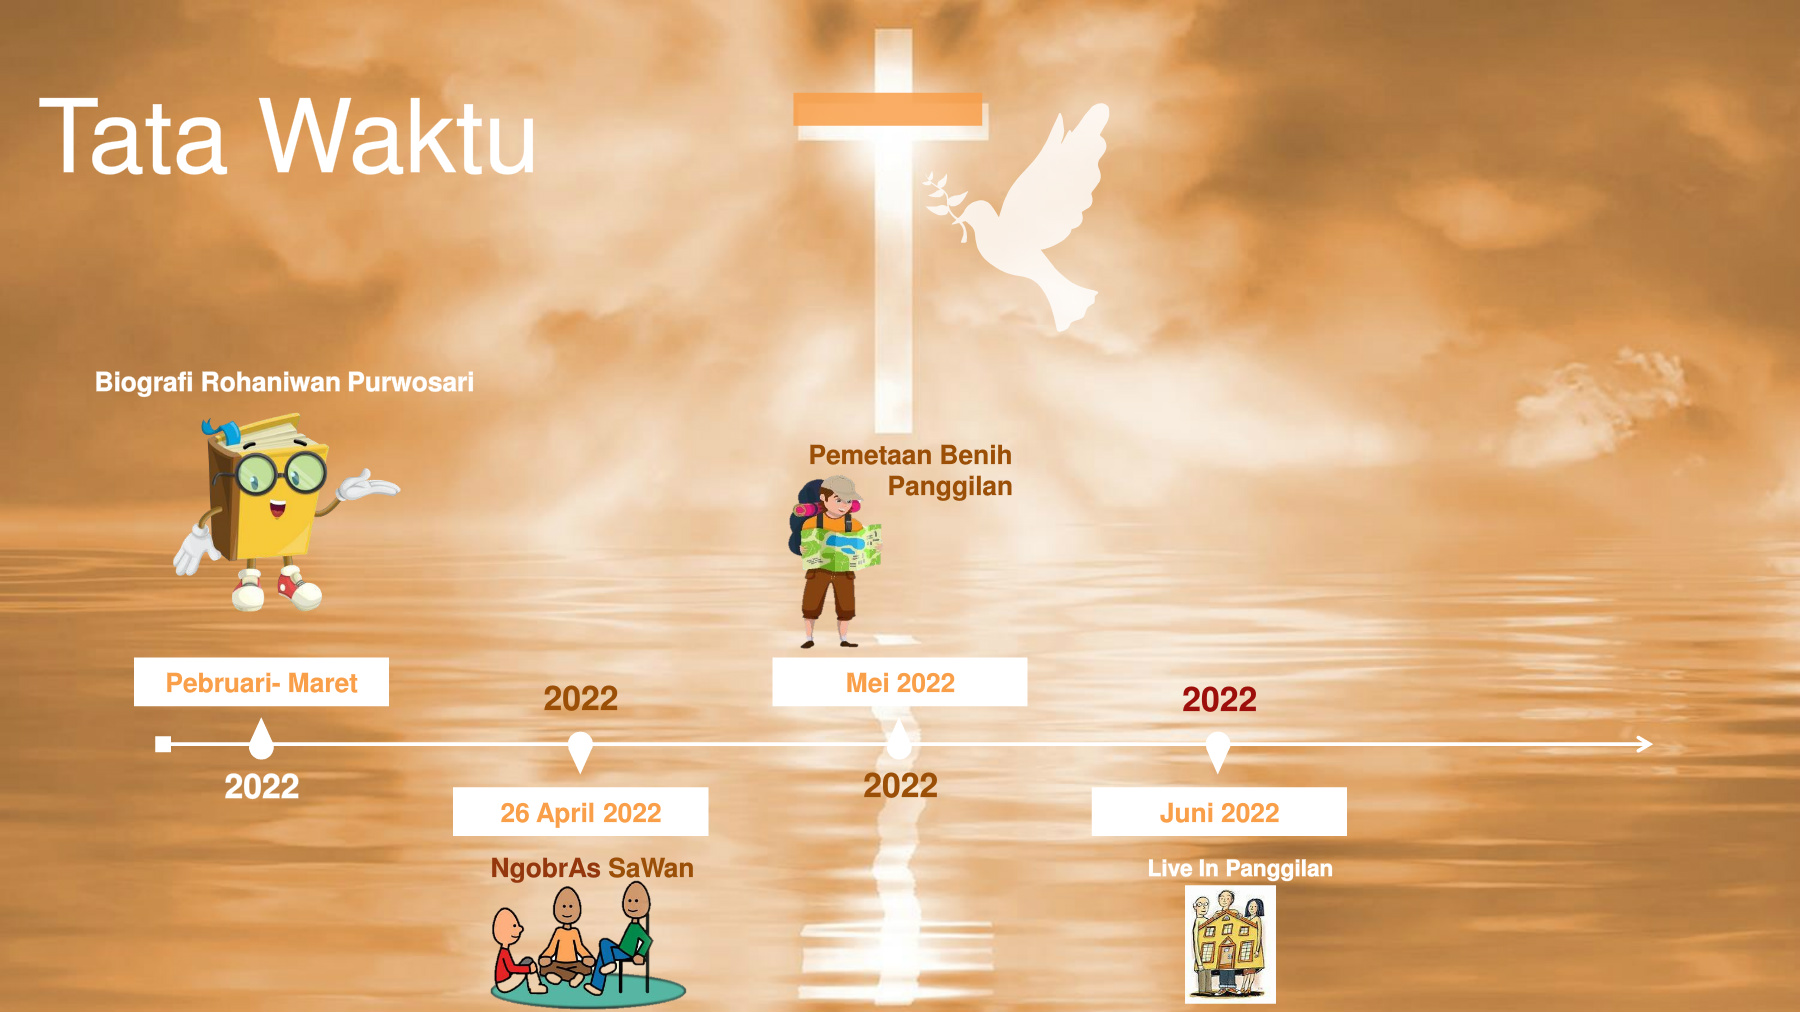 Tata Waktu
Biografi Rohaniwan Purwosari
Pebruari- Maret
2022
2022
26 April 2022
NgobrAs SaWan
Pemetaan Benih
Panggilan
Mei 2022
2022
2022
Juni 2022
Live In Panggilan